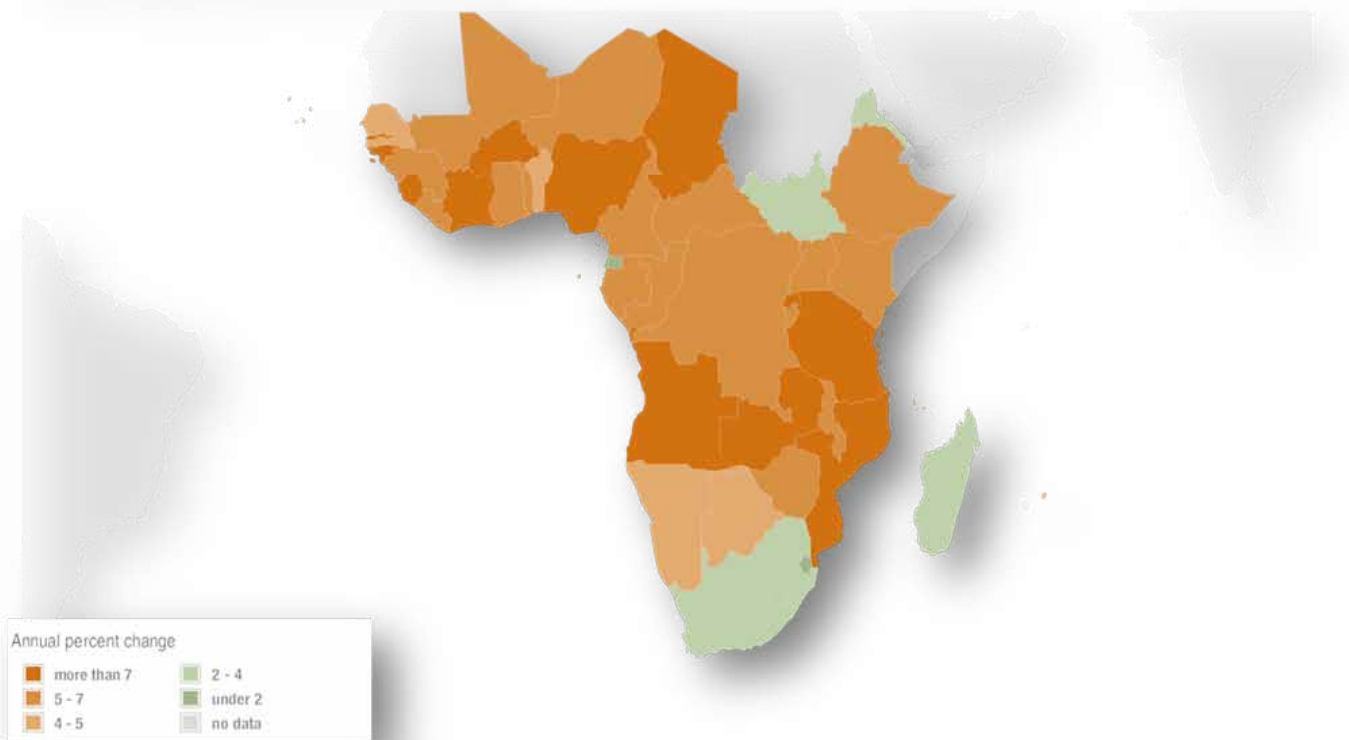 Annual percent change
more than 7
5 - 7
4 - 5
2 - 4
under 2
no data